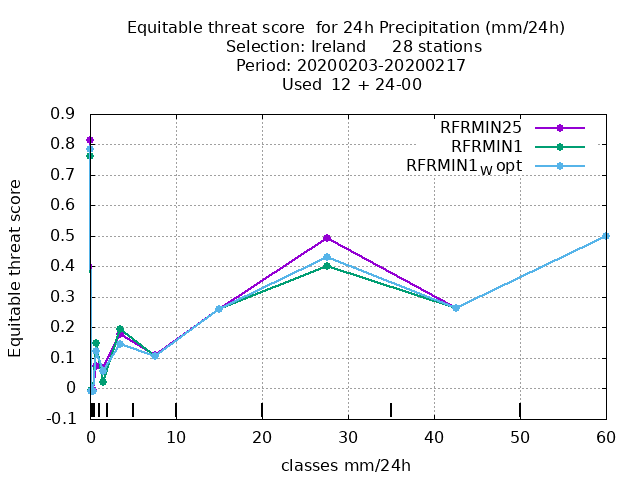 Equitable threat score  for 24h Precipitation (mm/24h)
Selection: Ireland     28 stations
Period: 20200203-20200217
Used  12 + 24-00
RFRMIN25
RFRMIN1
RFRMIN1W opt
Equitable threat score
0.9
0.8
0.7
0.6
0.5
0.4
0.3
0.2
0.1
0
-0.1
0 10 20 30 40 50 60
classes mm/24h